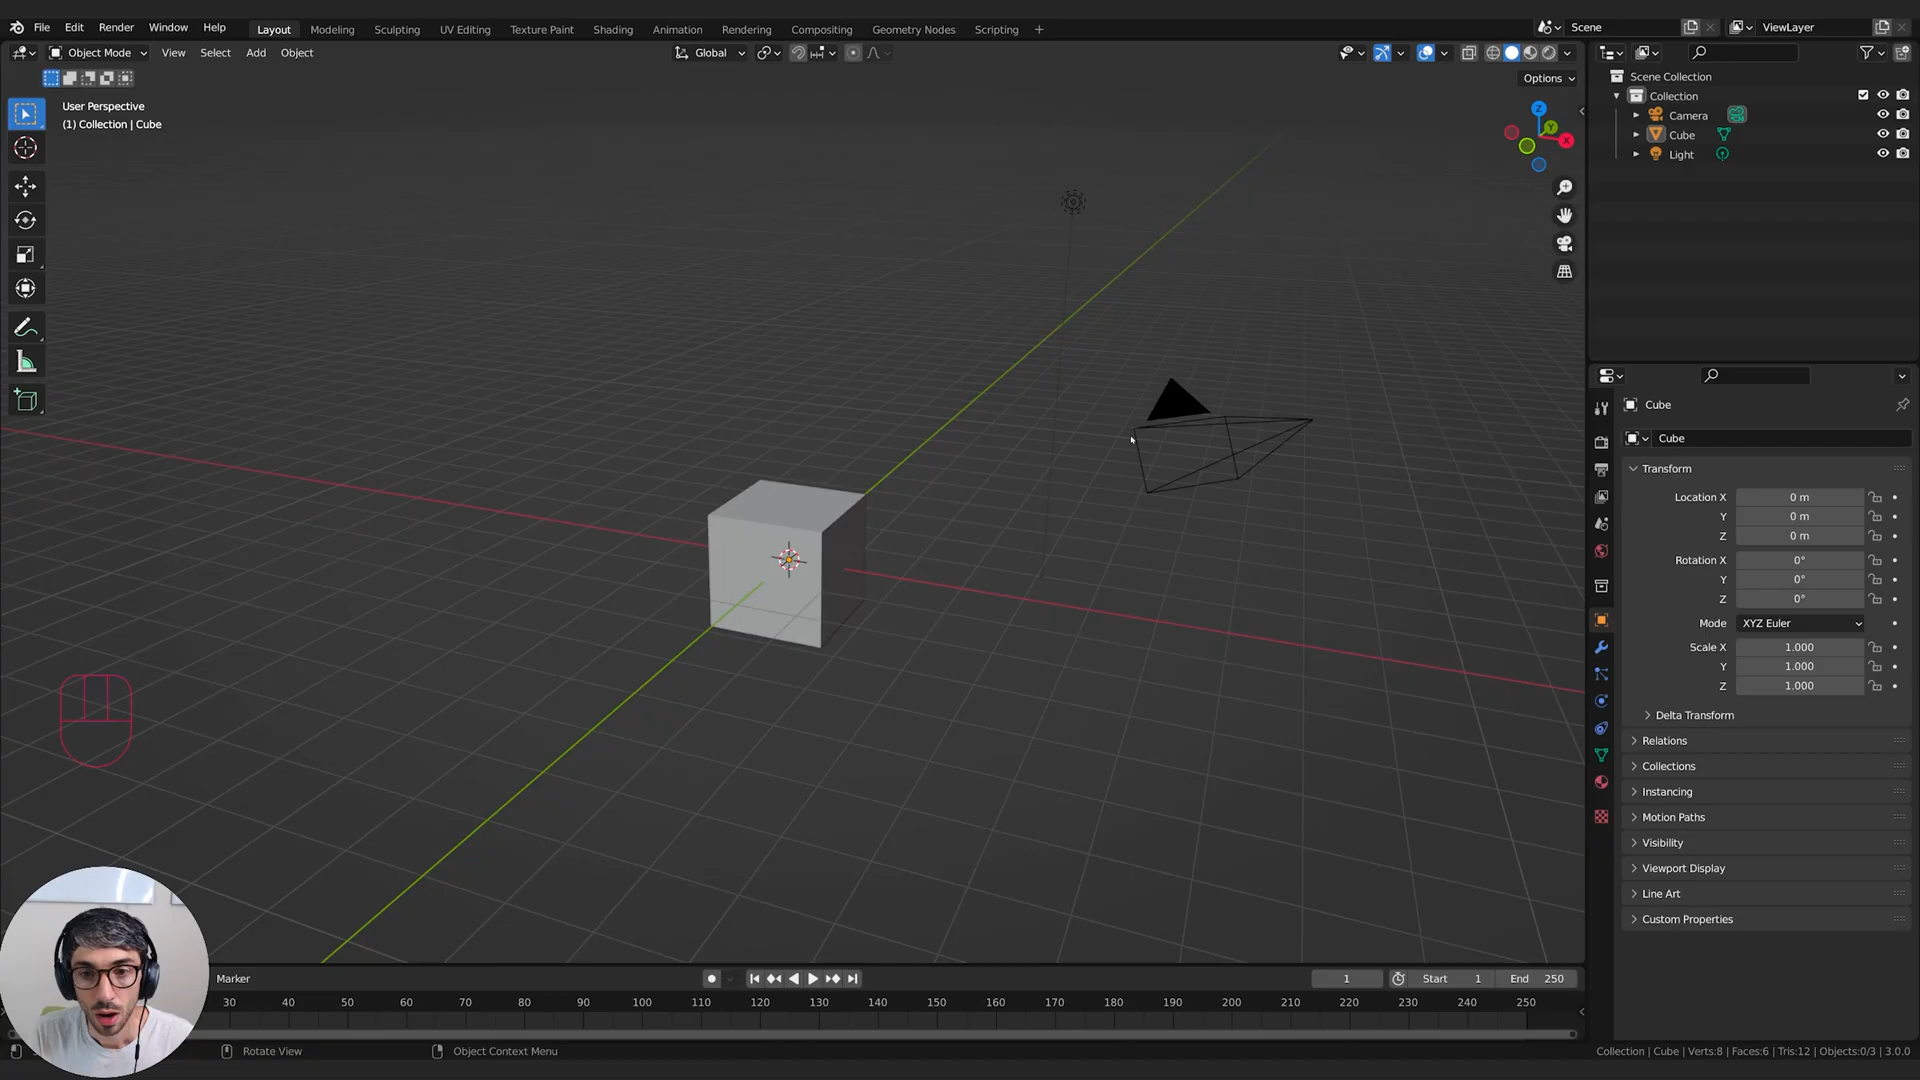 File Edit Render Window Help Layout Modeling Sculpting UV Editing Texture Paint Shading Animation Rendering Compositing Geometry Nodes Scripting + Scene ViewLayer
Object Mode View Select Add Object Global
Options
User Perspective
(1) Collection | Cube
Z
Y
X
Scene Collection
Collection
Camera
Cube
Light
Cube
Cube
Transform
Location X 0 m
Y 0 m
Z 0 m
Rotation X 0°
Y 0°
Z 0°
Mode XYZ Euler
Scale X 1.000
Y 1.000
Z 1.000
Delta Transform
Relations
Collections
Instancing
Motion Paths
Visibility
Viewport Display
Line Art
Custom Properties
Marker 1 Start 1 End 250
30 40 50 60 70 80 90 100 110 120 130 140 150 160 170 180 190 200 210 220 230 240 250
Rotate View Object Context Menu Collection | Cube | Verts:8 | Faces:6 | Tris:12 | Objects:0/3 | 3.0.0